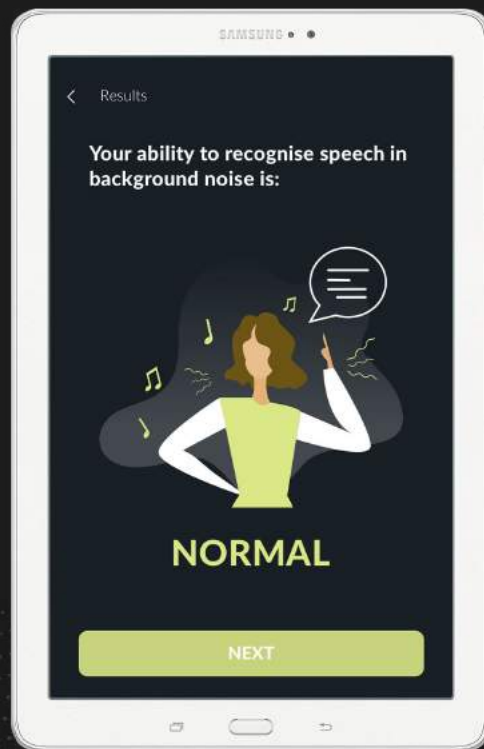 SAMSUNG
Results
Your ability to recognise speech in
background noise is:
NORMAL
NEXT